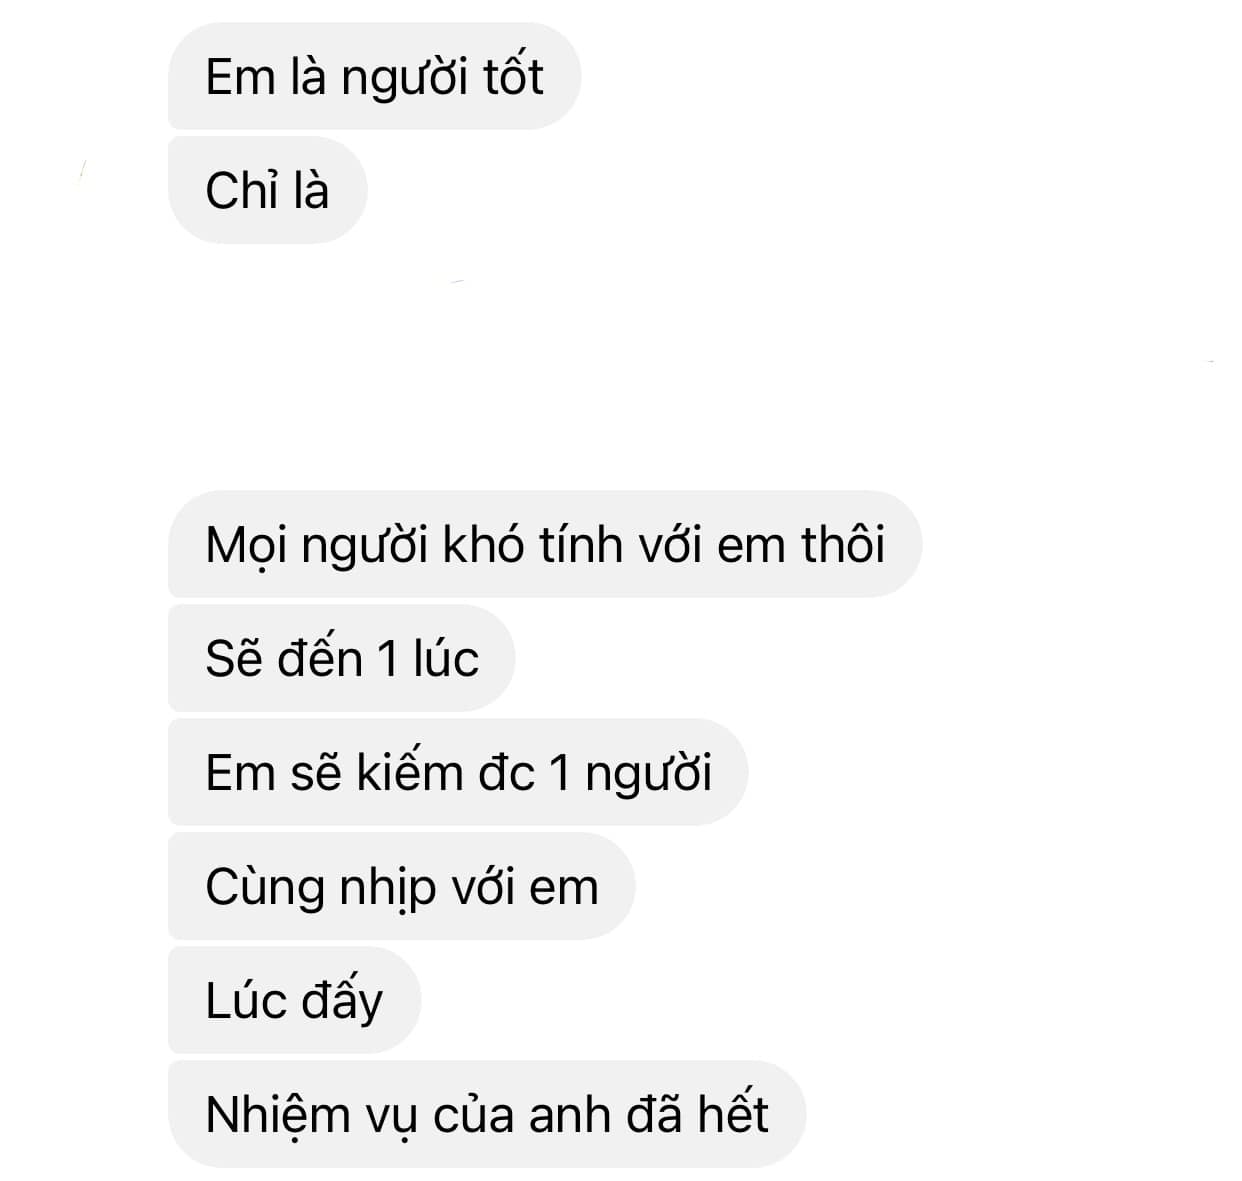 Em là người tốt
Chỉ là
Mọi người khó tính với em thôi
Sẽ đến 1 lúc
Em sẽ kiếm đc 1 người
Cùng nhịp với em
Lúc đấy
Nhiệm vụ của anh đã hết